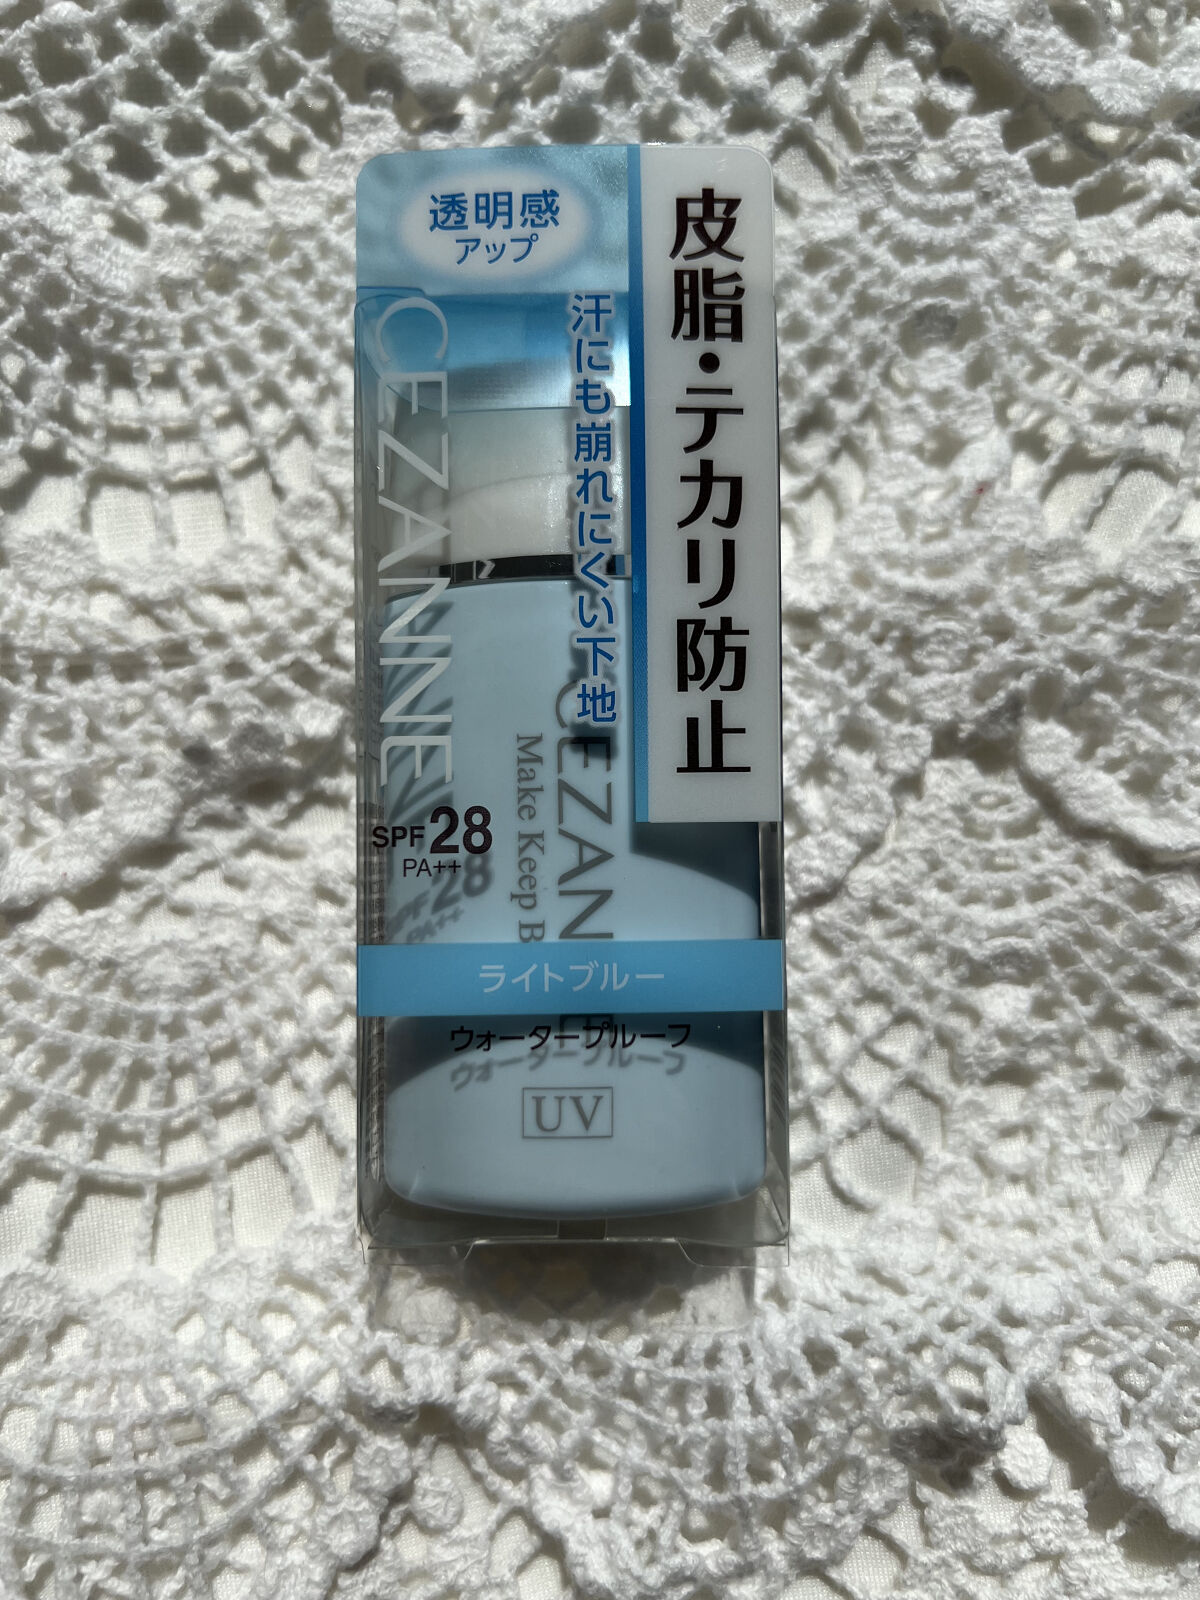 透明感
アップ
皮脂・テカリ防止
汗にも崩れにくい下地
CEZANNE
CEZANNE
Make Keep B
SPF28
PA++
ライトブルー
ウォータープルーフ
UV